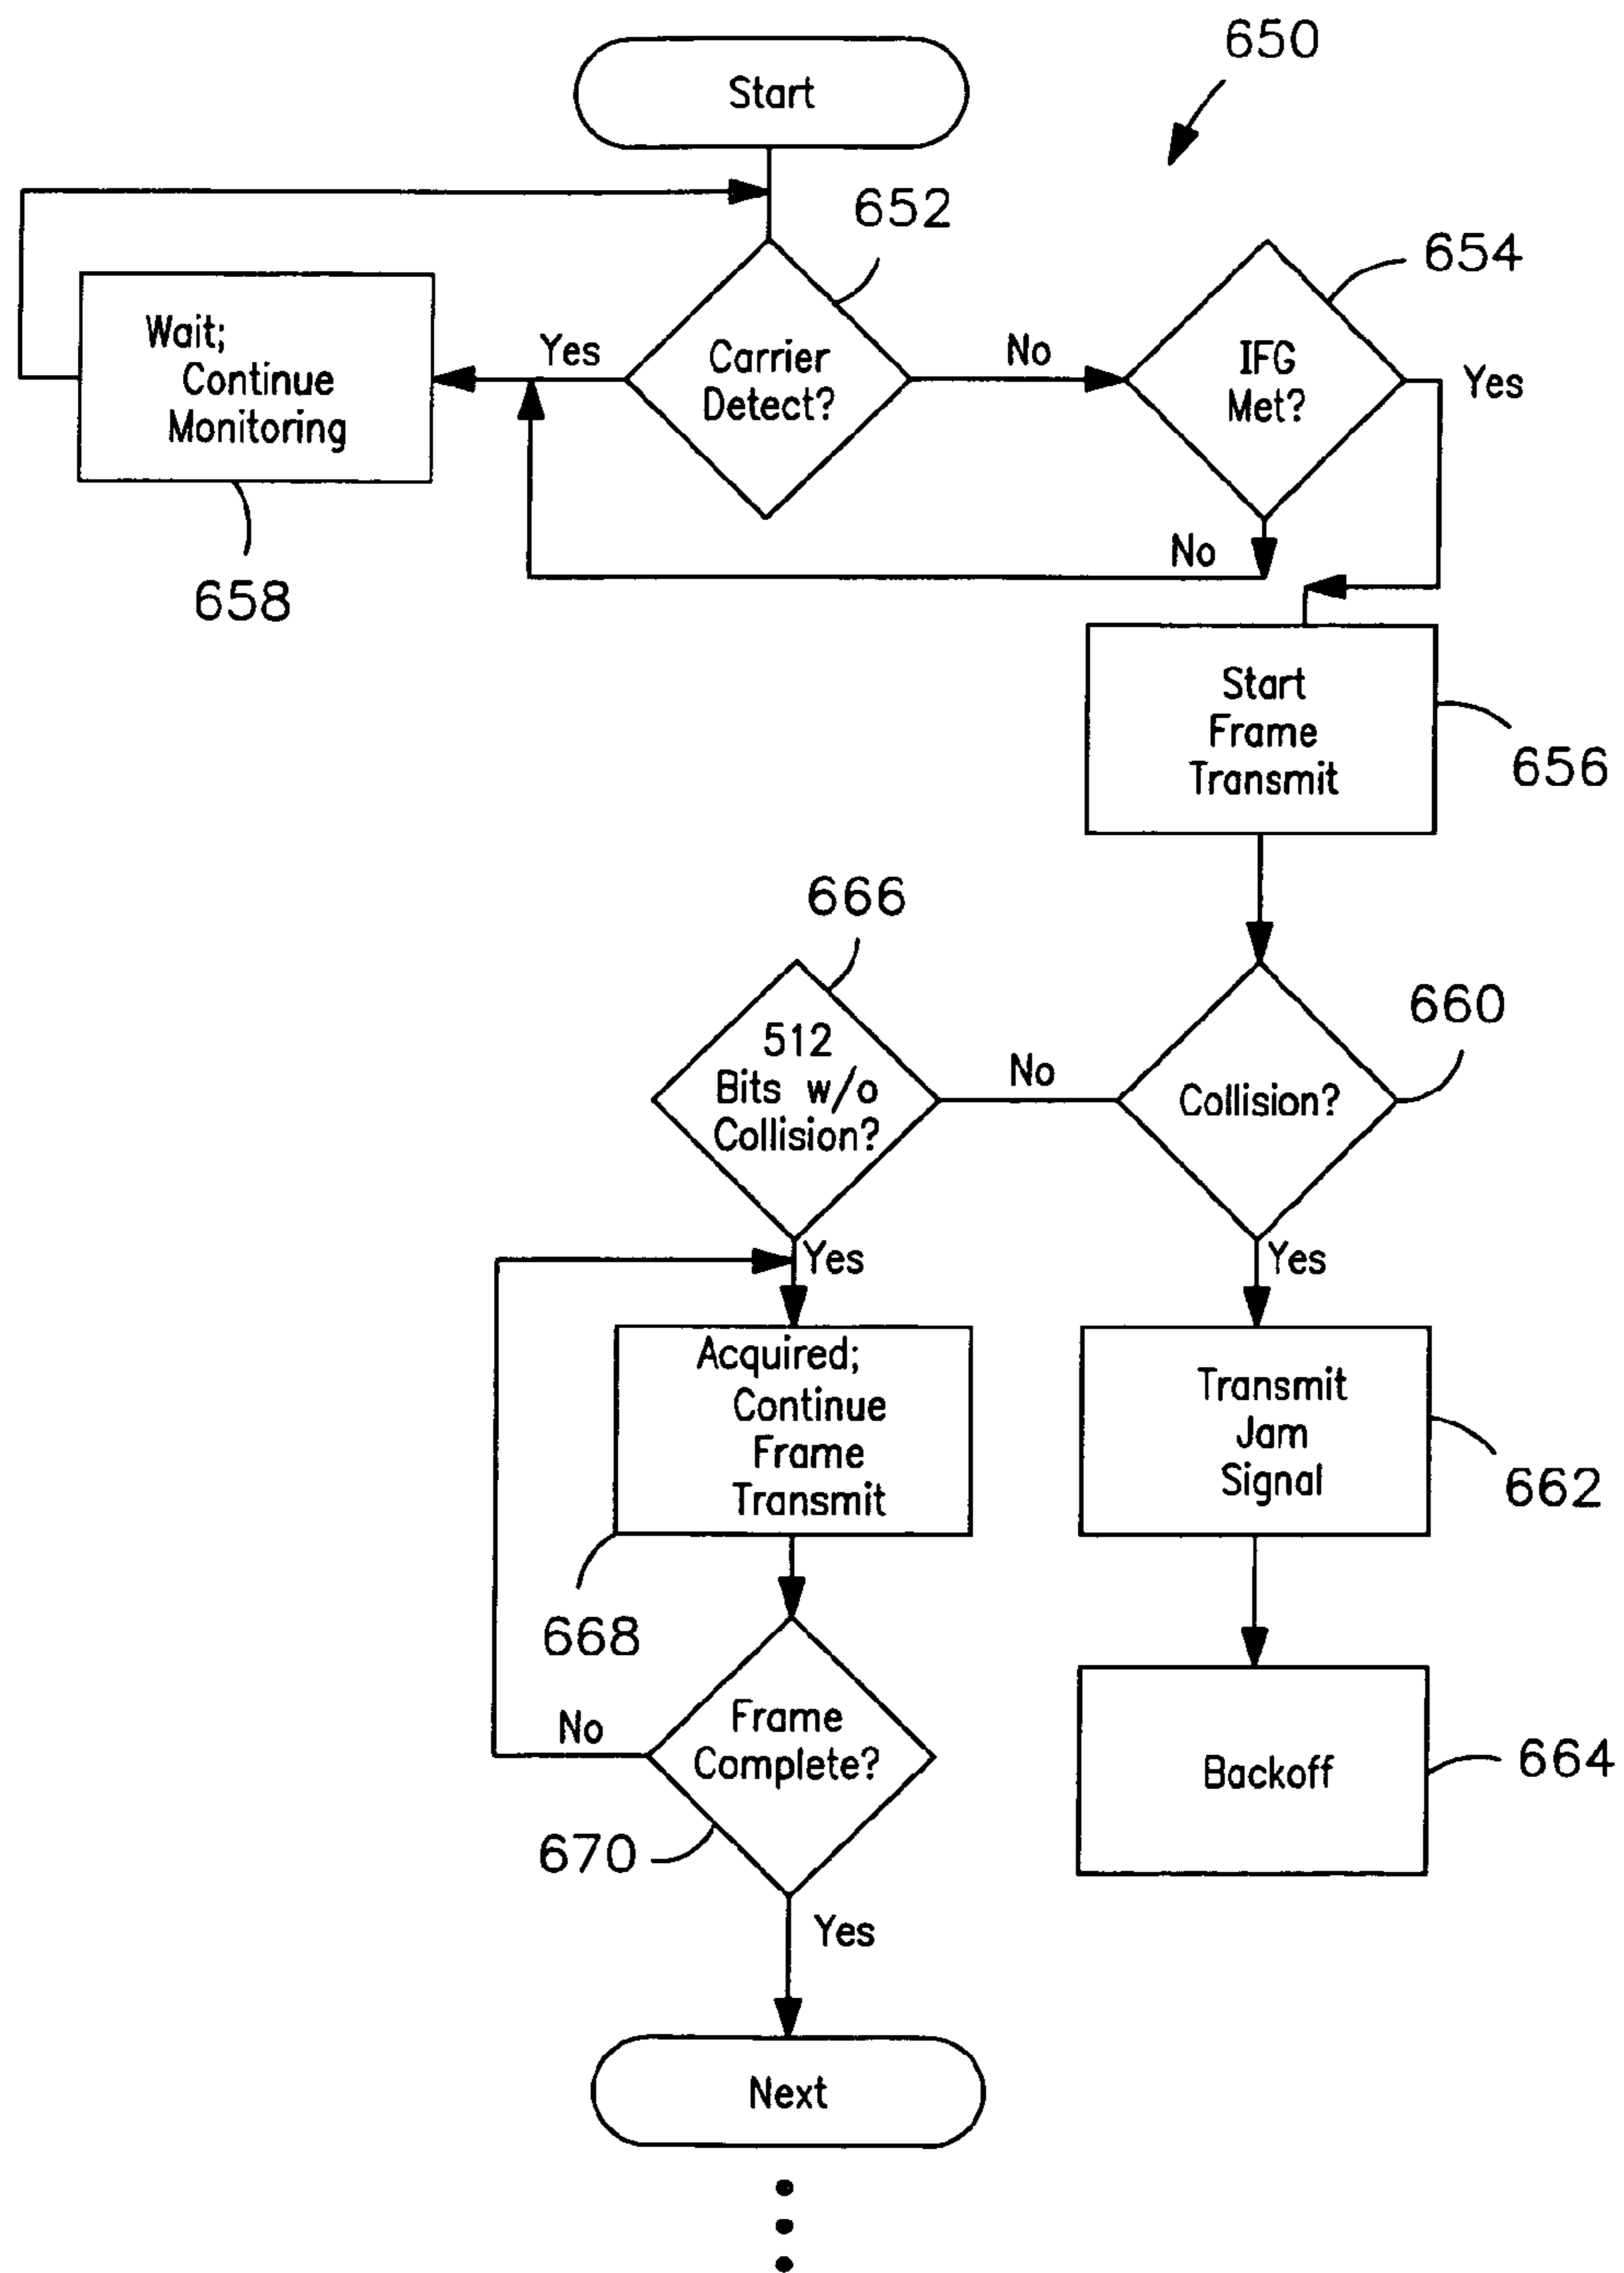 650
Start
652
654
Wait;
Continue
Monitoring
Yes
Carrier
Detect?
No
IFG
Met?
Yes
No
658
Start
Frame
Transmit
656
666
512
Bits w/o
Collision?
No
Collision?
660
Yes
Yes
Acquired;
Continue
Frame
Transmit
Transmit
Jam
Signal
662
668
Frame
Complete?
No
Backoff
664
670
Yes
Next